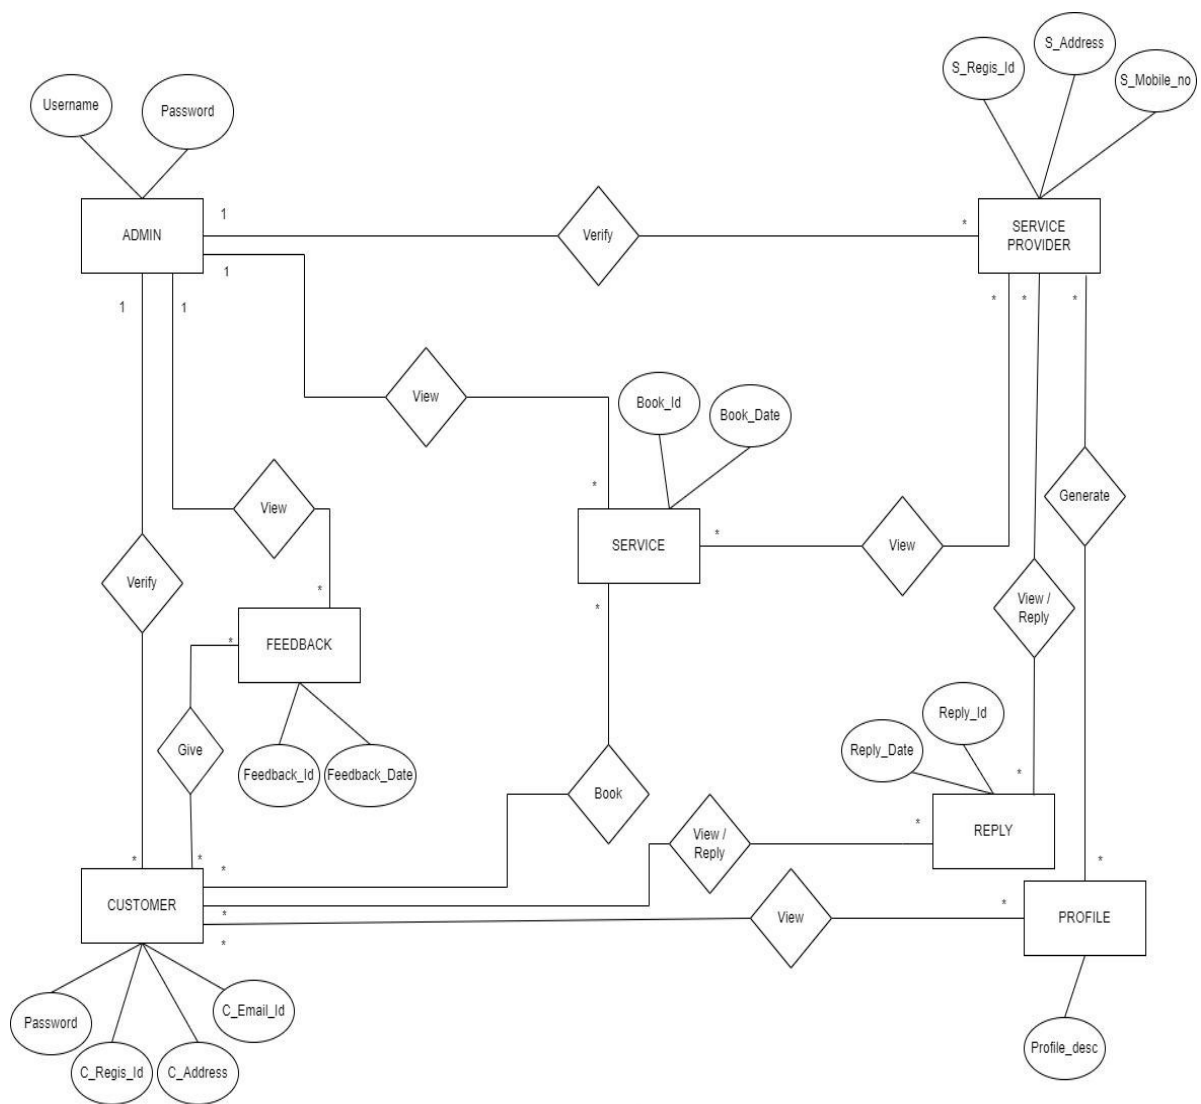 S_Address
S_Regis_Id
S_Mobile_no
Username
Password
1
*
ADMIN
Verify
SERVICE
PROVIDER
1
1
1
*
*
*
View
Book_Id
Book_Date
*
View
Generate
*
SERVICE
View
Verify
*
*
View /
Reply
*
FEEDBACK
Reply_Id
Give
Reply_Date
Feedback_Id
Feedback_Date
*
Book
*
View /
Reply
REPLY
*
*
*
*
CUSTOMER
*
*
View
*
PROFILE
C_Email_Id
Password
Profile_desc
C_Regis_Id
C_Address